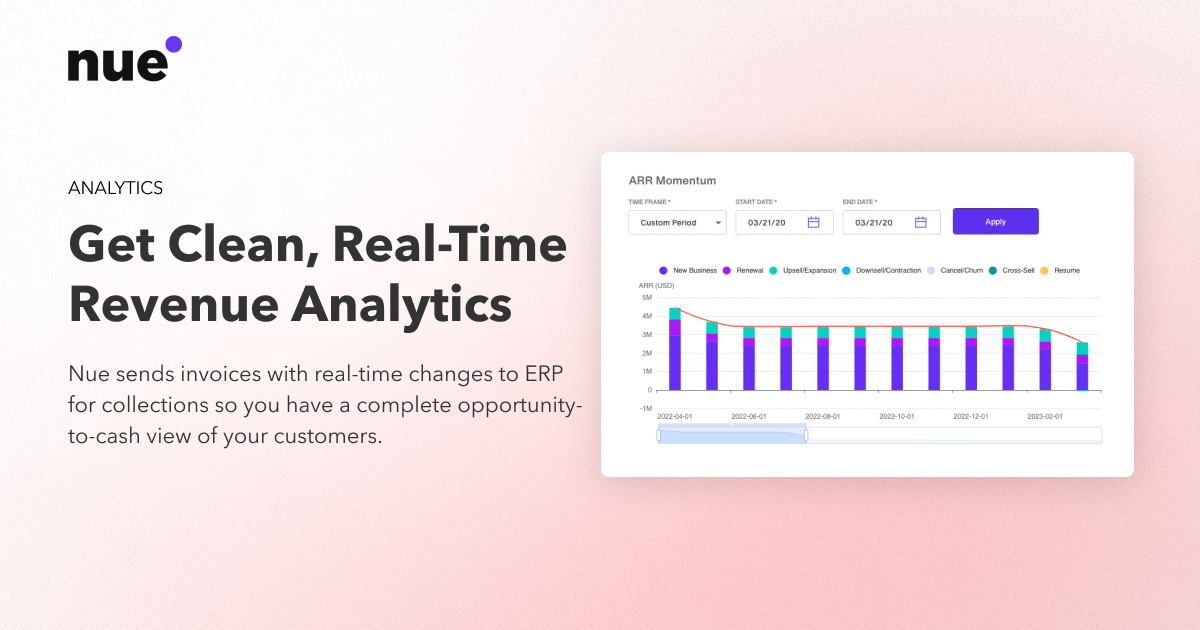 nue
ANALYTICS
Get Clean, Real-Time
Revenue Analytics
Nue sends invoices with real-time changes to ERP
for collections so you have a complete opportunity-
to-cash view of your customers.
ARR Momentum
TIME FRAME * START DATE * END DATE *
Custom Period 03/21/20 03/21/20 Apply
New Business Renewal Upsell/Expansion Downsell/Contraction Cancel/Churn Cross-Sell Resume
ARR (USD)
5M
4M
3M
2M
1M
0
-1M
2022-04-01 2022-06-01 2022-08-01 2022-10-01 2022-12-01 2023-02-01